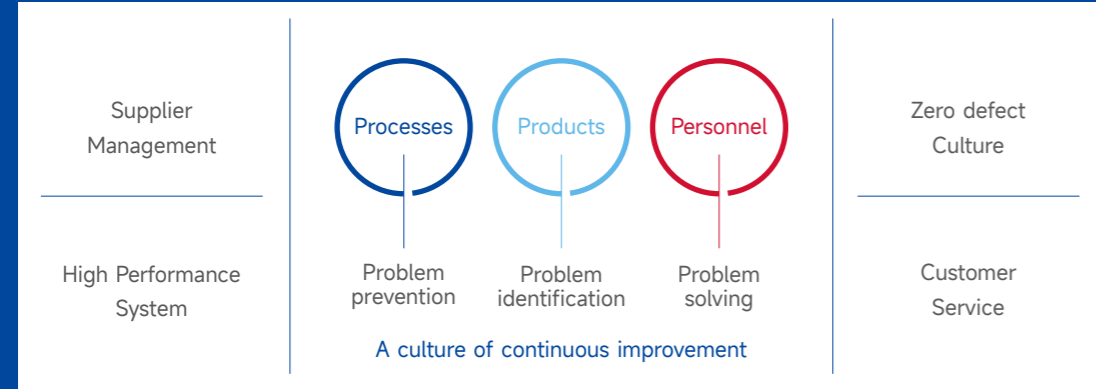 Supplier
Management
High Performance
System
Processes
Products
Personnel
Problem
prevention
Problem
identification
Problem
solving
A culture of continuous improvement
Zero defect
Culture
Customer
Service